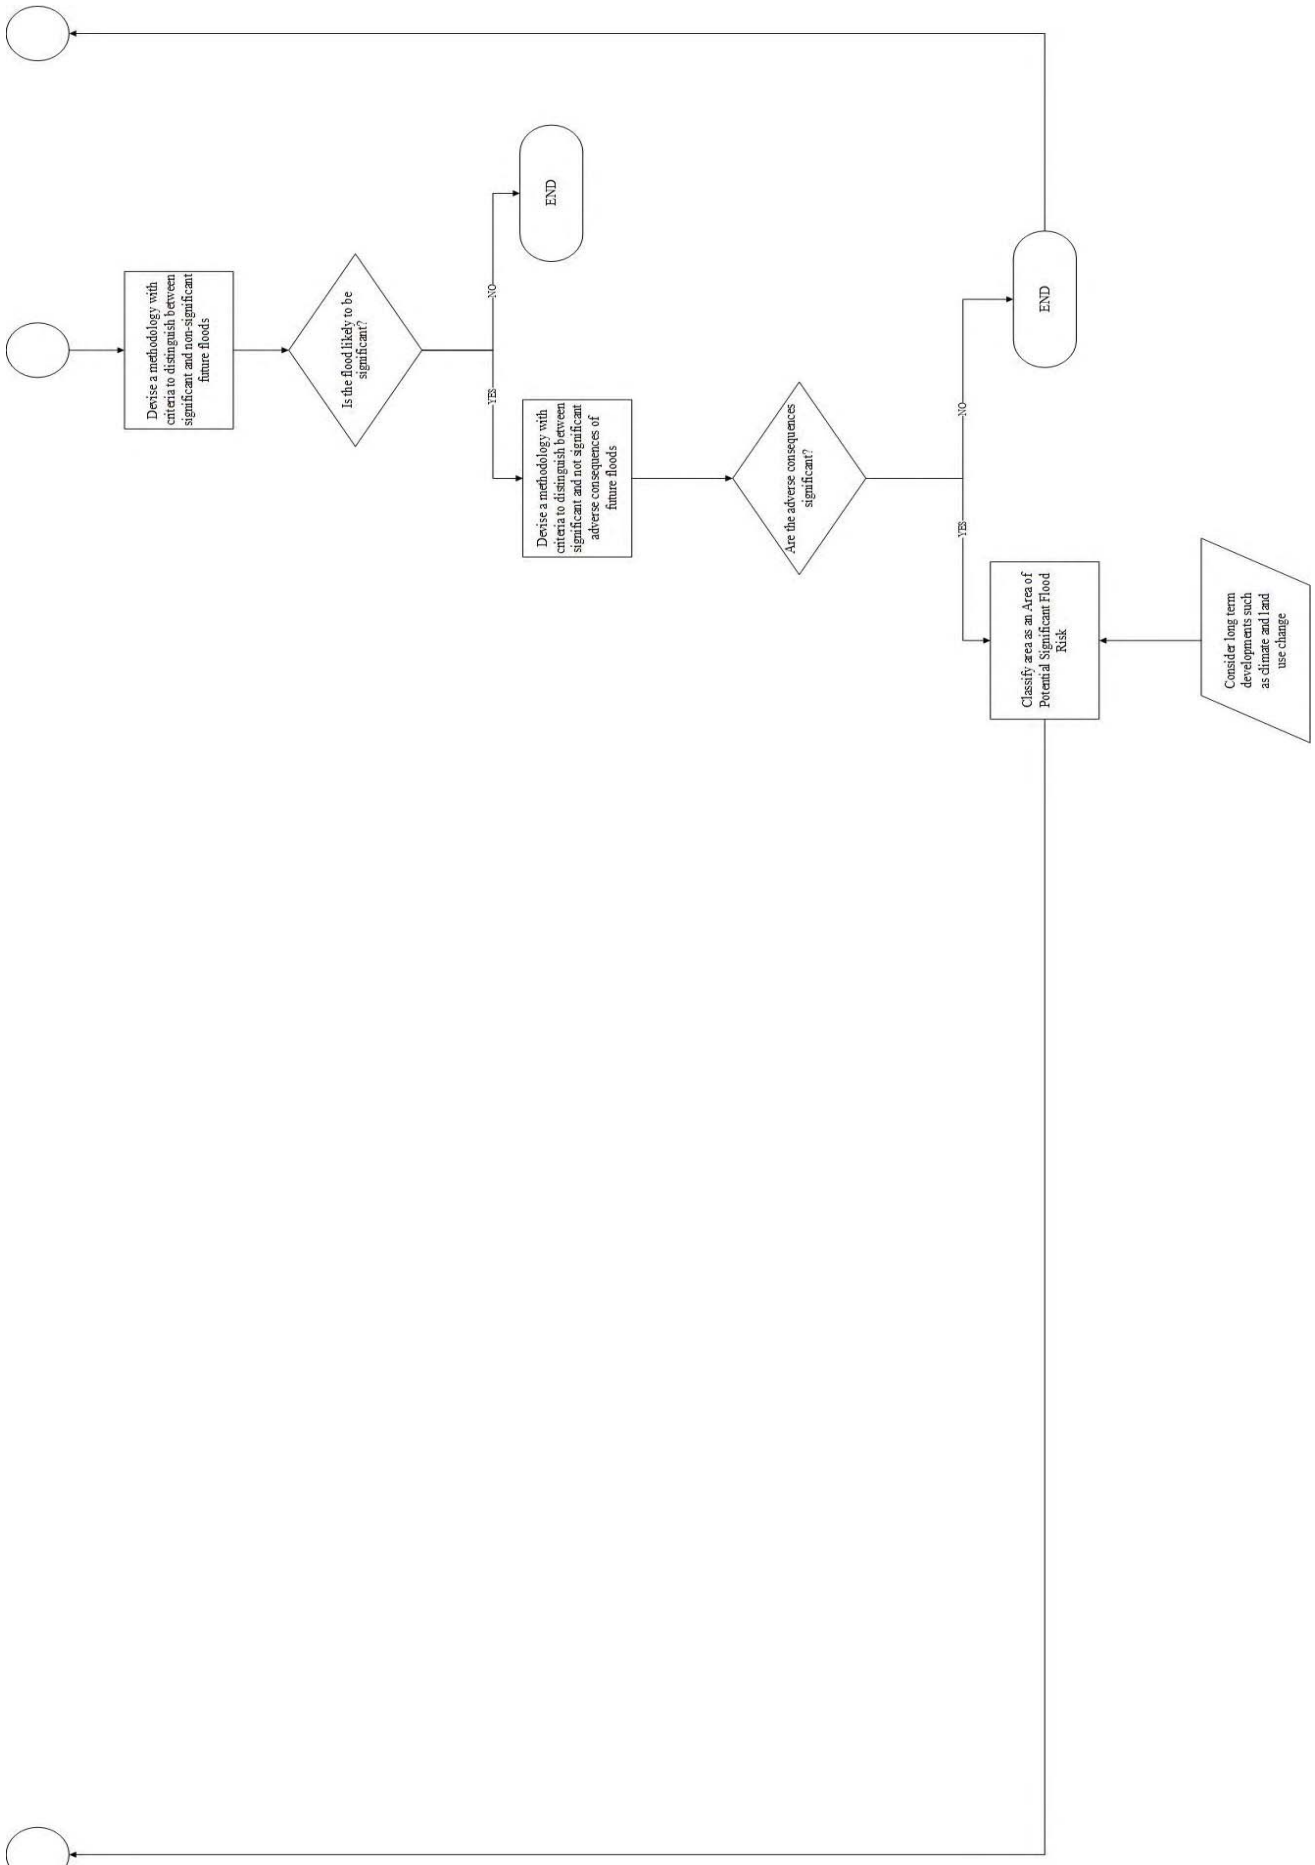 Devise a methodology with
criteria to distinguish between
significant and non-significant
future floods
Is the flood likely to be
significant?
NO
END
YES
Devise a methodology with
criteria to distinguish between
significant and not significant
adverse consequences of
future floods
Are the adverse consequences
significant?
NO
END
YES
Classify area as an Area of
Potential Significant Flood
Risk
Consider long term
developments such
as climate and land
use change